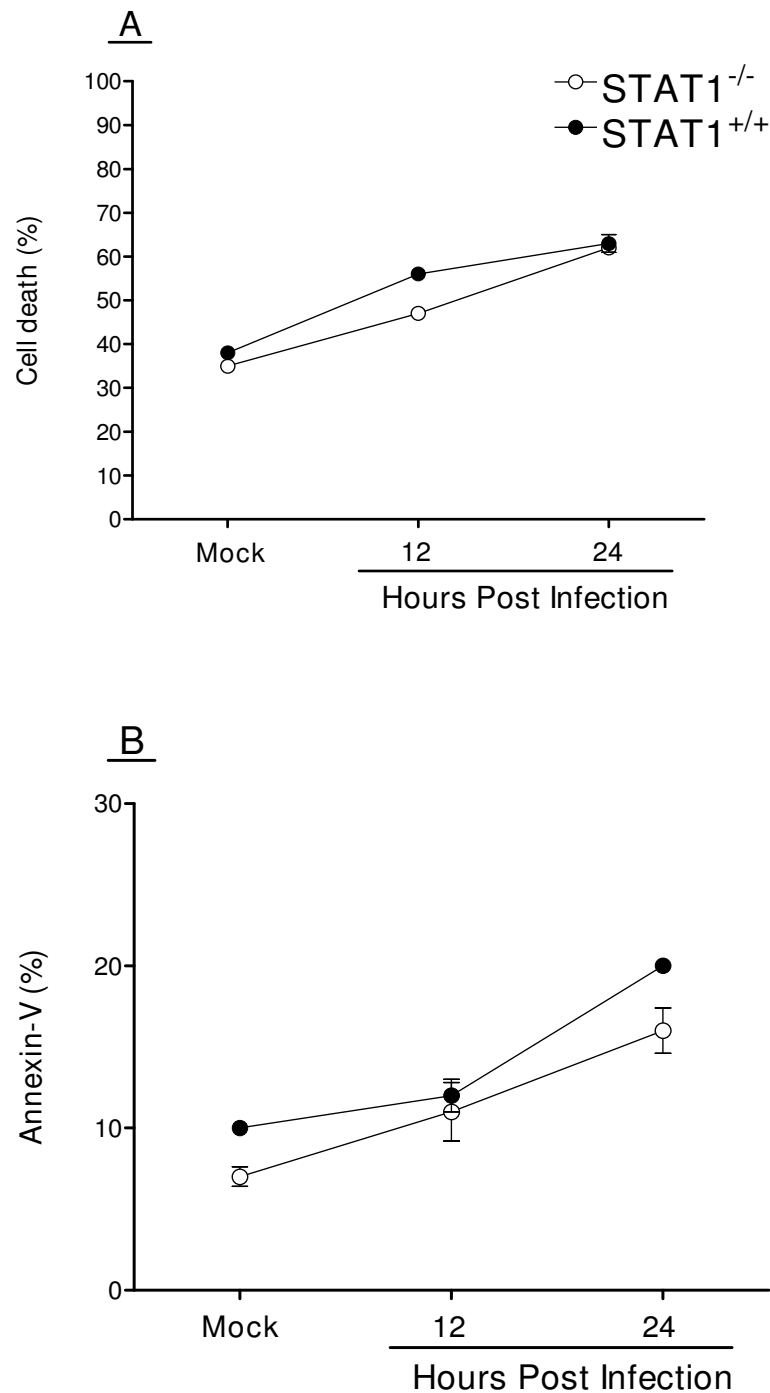 A
STAT1-/-
STAT1+/+
100
90
80
70
60
50
40
30
20
10
0
Cell death (%)
Mock 12 24
Hours Post Infection
B
30
20
10
0
Annexin-V (%)
Mock 12 24
Hours Post Infection